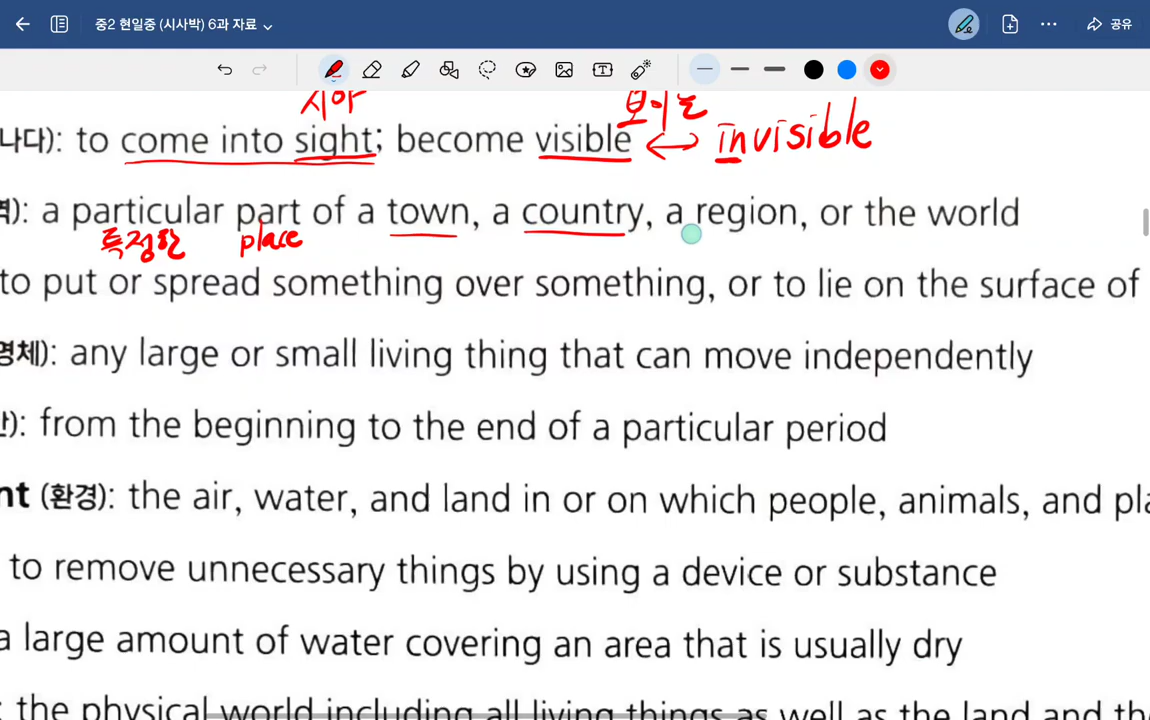 중2 현일중 (시사박) 6과 자료
공유
시야
보이는
나다): to come into sight; become visible ↔ invisible
역): a particular part of a town, a country, a region, or the world
특정한 place
to put or spread something over something, or to lie on the surface of
명체): any large or small living thing that can move independently
안): from the beginning to the end of a particular period
nt (환경): the air, water, and land in or on which people, animals, and pla
to remove unnecessary things by using a device or substance
a large amount of water covering an area that is usually dry
: the physical world including all living things as well as the land and the